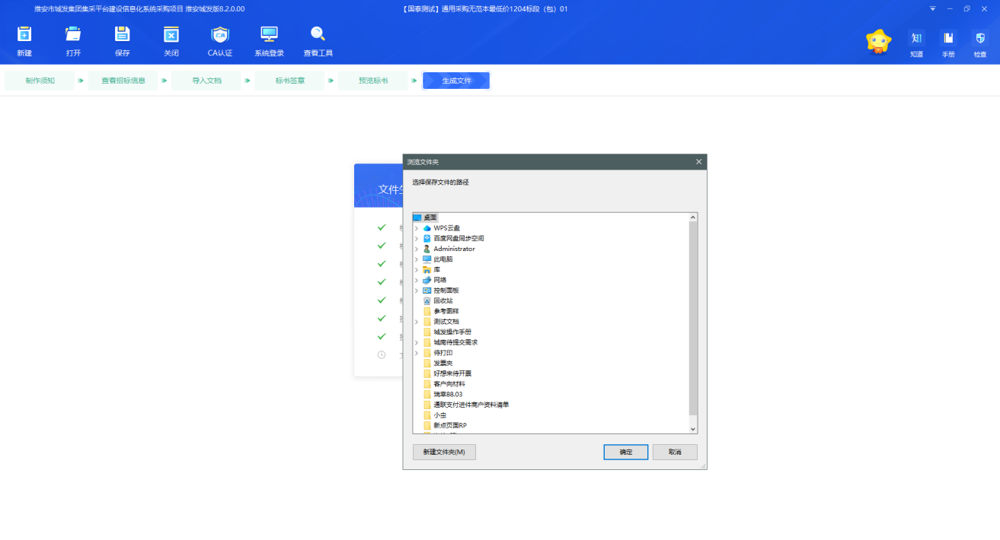 淮安市城发集团集采平台建设信息化系统采购项目 淮安城发版8.2.0.00
【国泰测试】通用采购无范本最低价1204标段（包）01
新建
打开
保存
关闭
CA认证
系统登录
查看工具
知道
手册
检查
制作须知
查看招标信息
导入文档
标书签章
预览标书
生成文件
文件生
浏览文件夹
选择保存文件的路径
桌面
WPS云盘
百度网盘同步空间
Administrator
此电脑
库
网络
控制面板
回收站
参考图样
测试文档
城发操作手册
城南待提交需求
待打印
发票夹
好想来待开票
客户向材料
瑞幸88.03
通联支付进件商户资料清单
小虫
新点页面RP
新建文件夹(M)
确定
取消